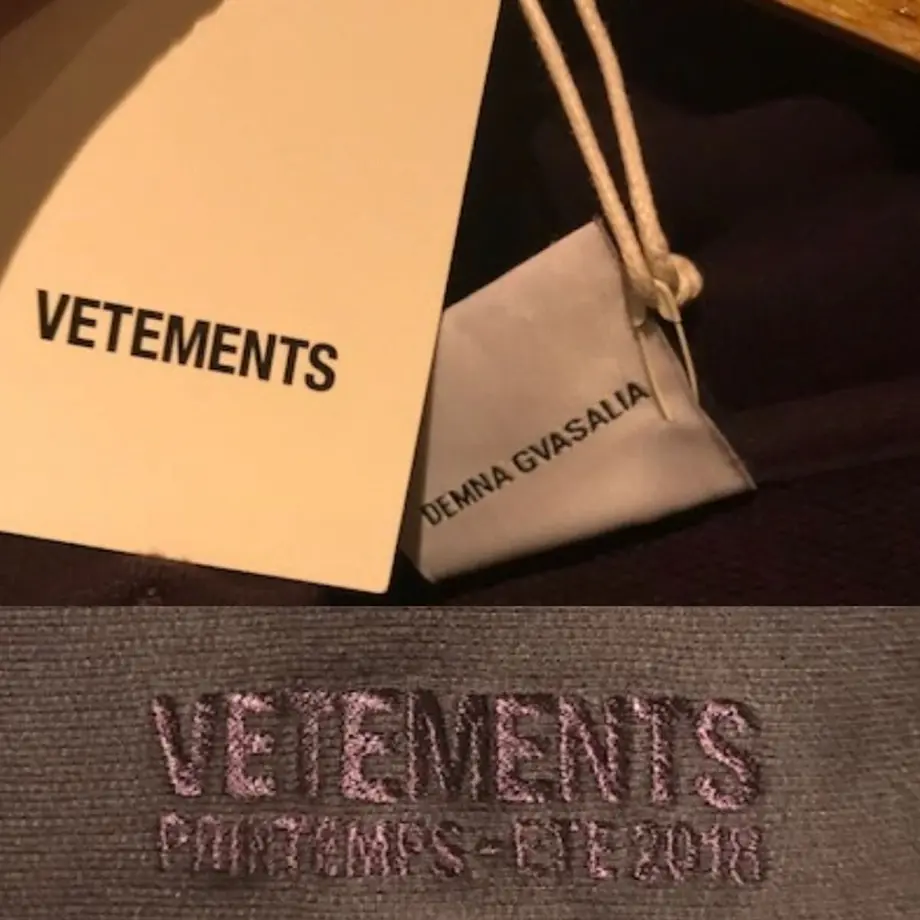 VETEMENTS
DEMNA GVASALIA
VETEMENTS
PRINTEMPS-ETE 2018